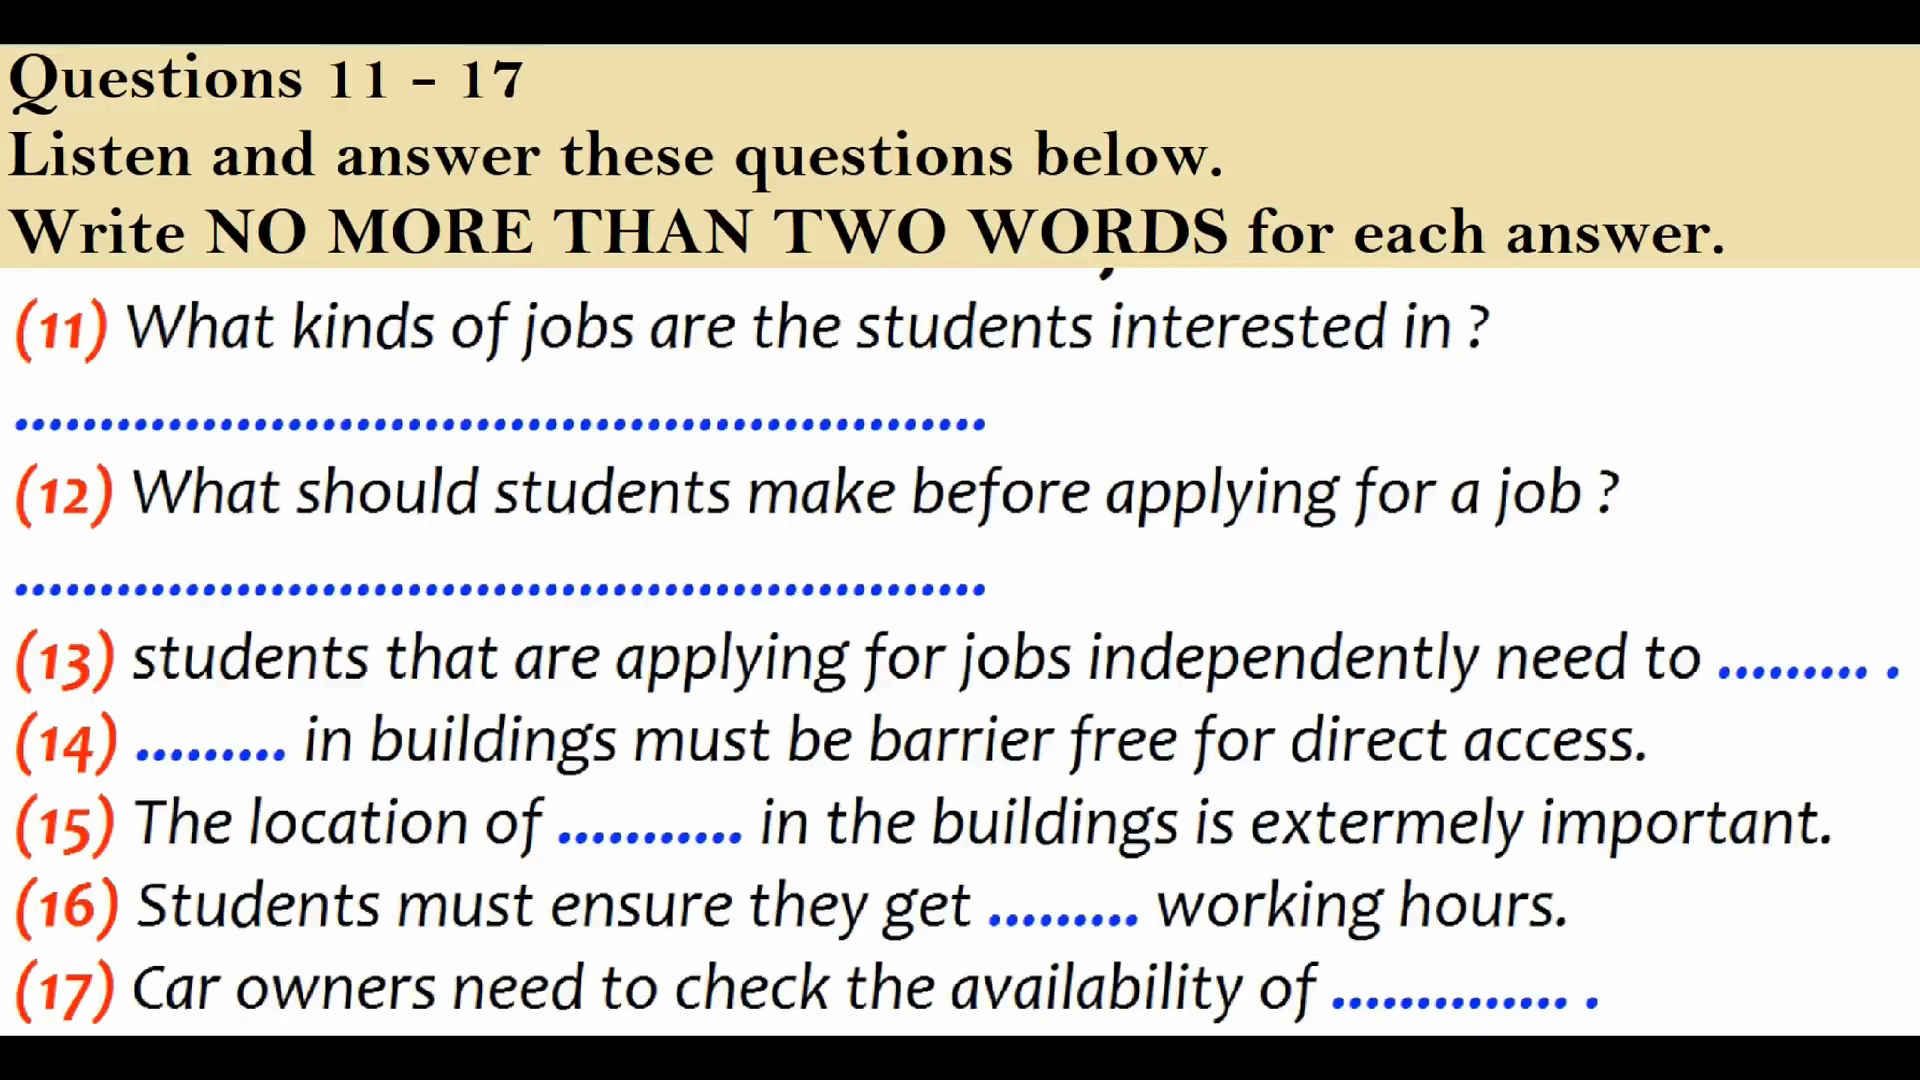 Questions 11 - 17
Listen and answer these questions below.
Write NO MORE THAN TWO WORDS for each answer.
(11) What kinds of jobs are the students interested in ?
.........................................................
(12) What should students make before applying for a job ?
.........................................................
(13) students that are applying for jobs independently need to ......... .
(14) ......... in buildings must be barrier free for direct access.
(15) The location of ........... in the buildings is extermely important.
(16) Students must ensure they get ......... working hours.
(17) Car owners need to check the availability of .............. .